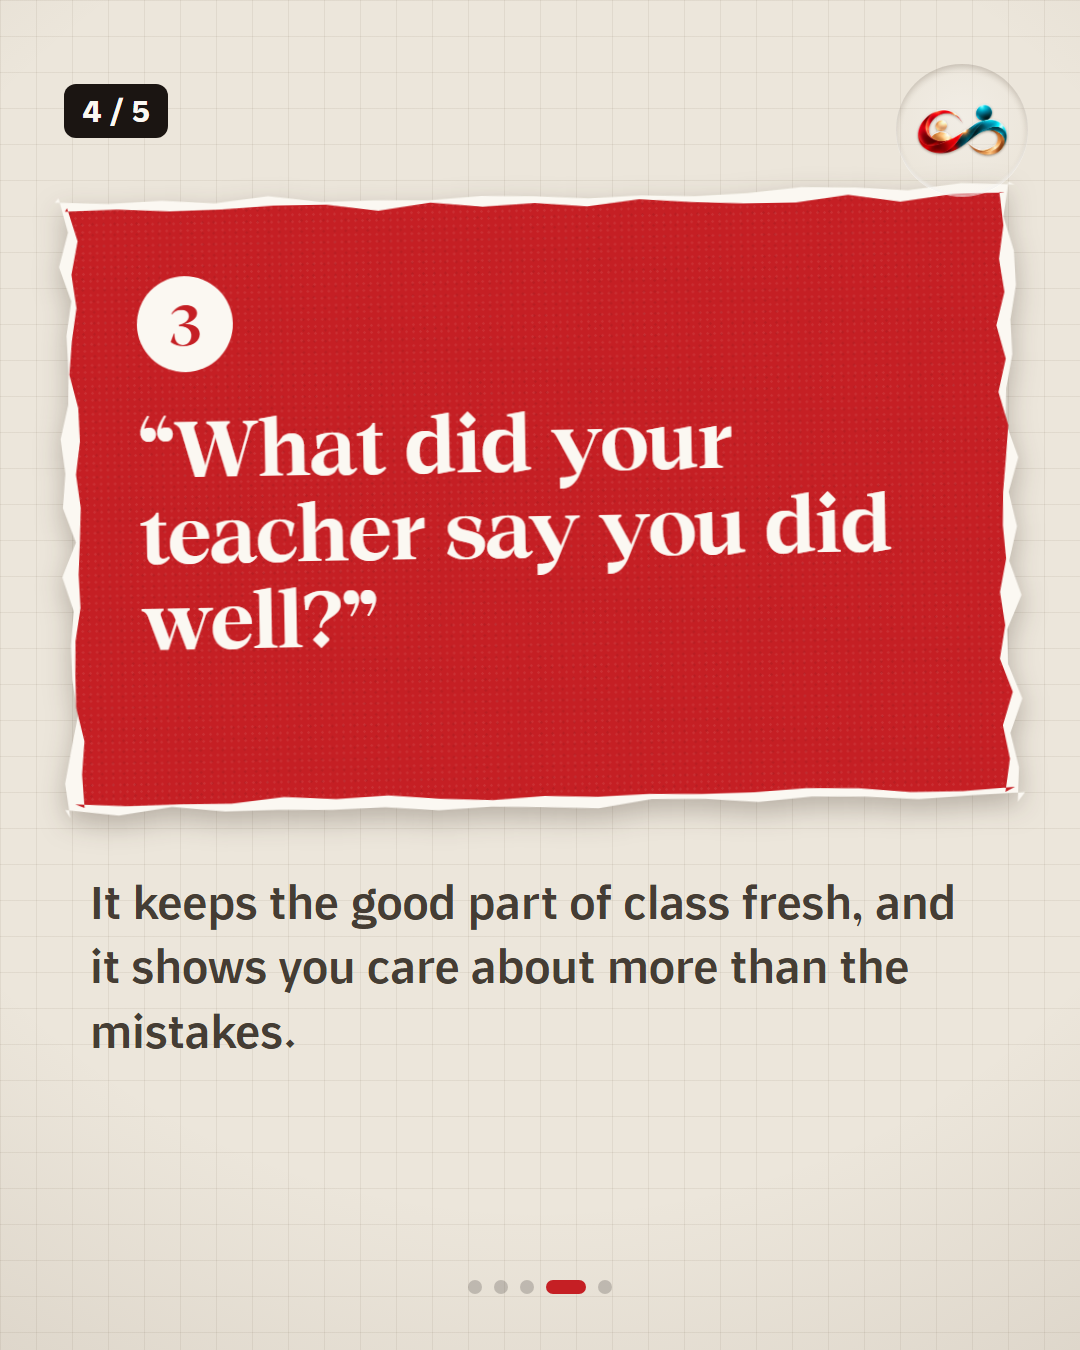 4 / 5
3
“What did your
teacher say you did
well?”
It keeps the good part of class fresh, and
it shows you care about more than the
mistakes.